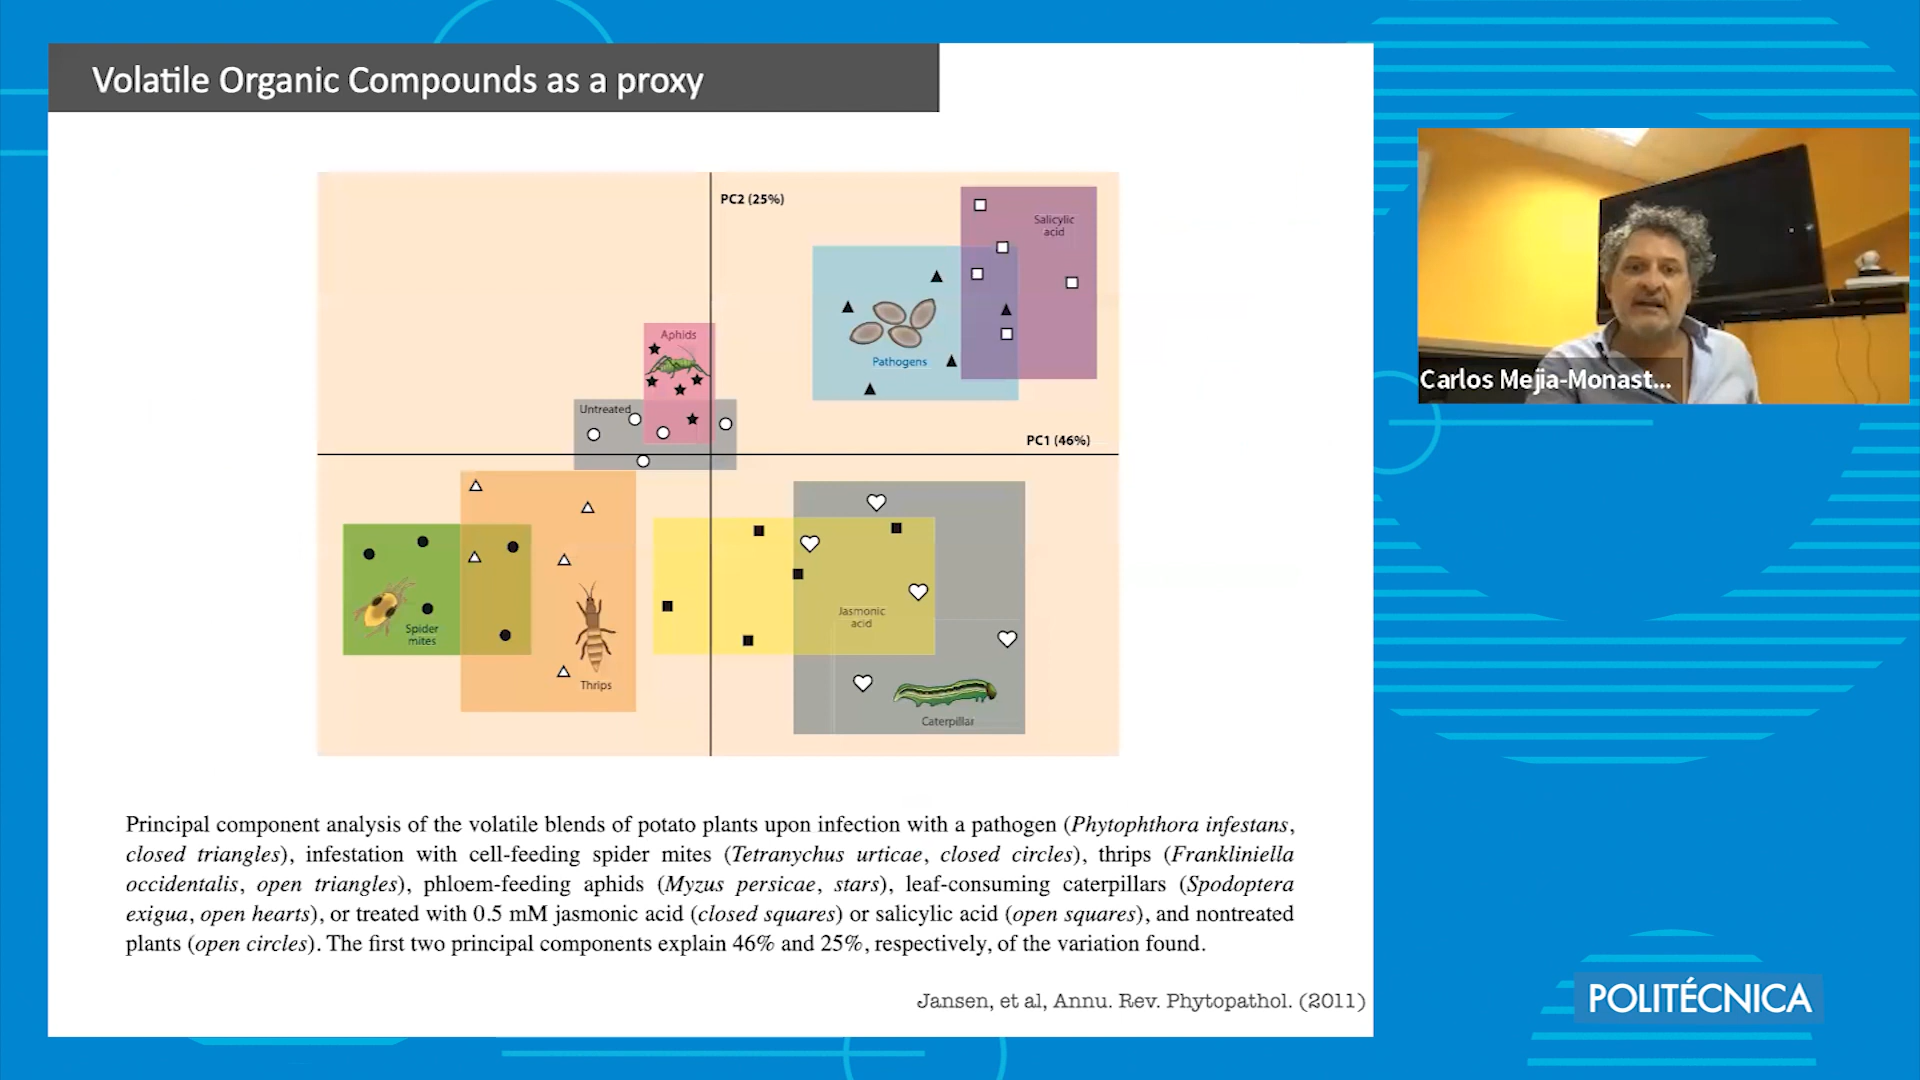 Volatile Organic Compounds as a proxy
PC2 (25%)
Salicylic
acid
Aphids
Pathogens
Untreated
PC1 (46%)
Spider
mites
Thrips
Jasmonic
acid
Caterpillar
Principal component analysis of the volatile blends of potato plants upon infection with a pathogen (Phytophthora infestans,
closed triangles), infestation with cell-feeding spider mites (Tetranychus urticae, closed circles), thrips (Frankliniella
occidentalis, open triangles), phloem-feeding aphids (Myzus persicae, stars), leaf-consuming caterpillars (Spodoptera
exigua, open hearts), or treated with 0.5 mM jasmonic acid (closed squares) or salicylic acid (open squares), and nontreated
plants (open circles). The first two principal components explain 46% and 25%, respectively, of the variation found.
Jansen, et al, Annu. Rev. Phytopathol. (2011)
Carlos Mejia-Monast...
POLITÉCNICA